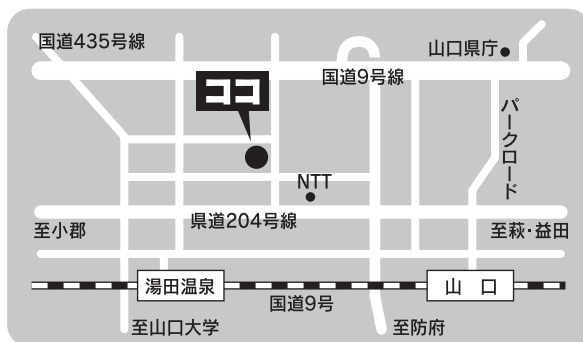 国道435号線
山口県庁
国道9号線
ココ
パークロード
NTT
県道204号線
至小郡
至萩・益田
湯田温泉
山 口
国道9号
至山口大学
至防府